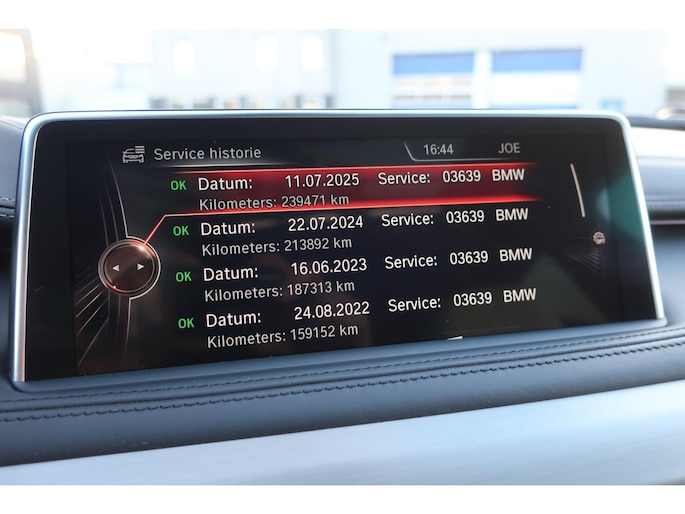 Service historie 16:44 JOE
OK Datum: 11.07.2025 Service: 03639 BMW
Kilometers: 239471 km
OK Datum: 22.07.2024 Service: 03639 BMW
Kilometers: 213892 km
OK Datum: 16.06.2023 Service: 03639 BMW
Kilometers: 187313 km
OK Datum: 24.08.2022 Service: 03639 BMW
Kilometers: 159152 km